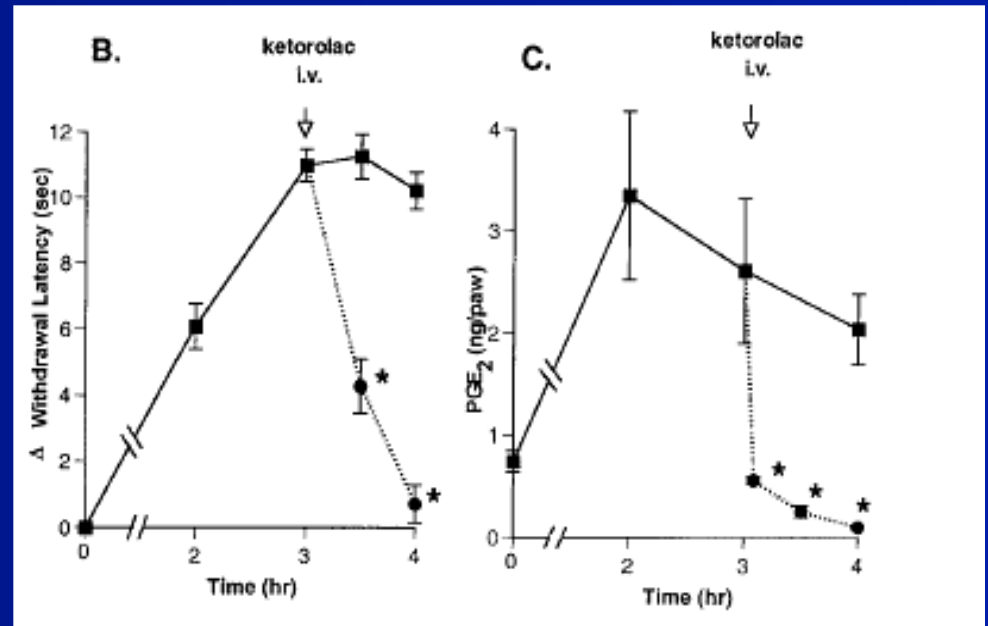 B.
ketorolac
i.v.
12
10
8
6
4
2
0
Δ Withdrawal Latency (sec)
0 2 3 4
Time (hr)
*
*
C.
ketorolac
i.v.
4
3
2
1
0
PGE2 (ng/paw)
0 2 3 4
Time (hr)
*
*
*